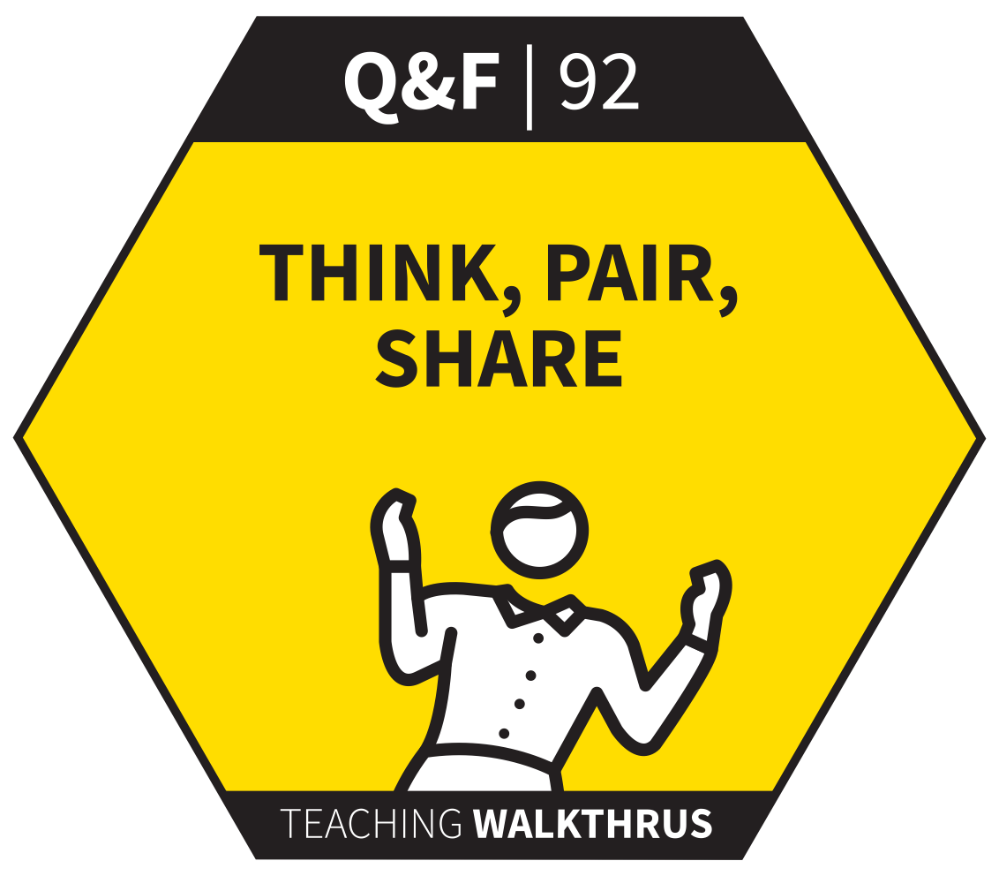 Q&F | 92
THINK, PAIR,
SHARE
TEACHING WALKTHRUS